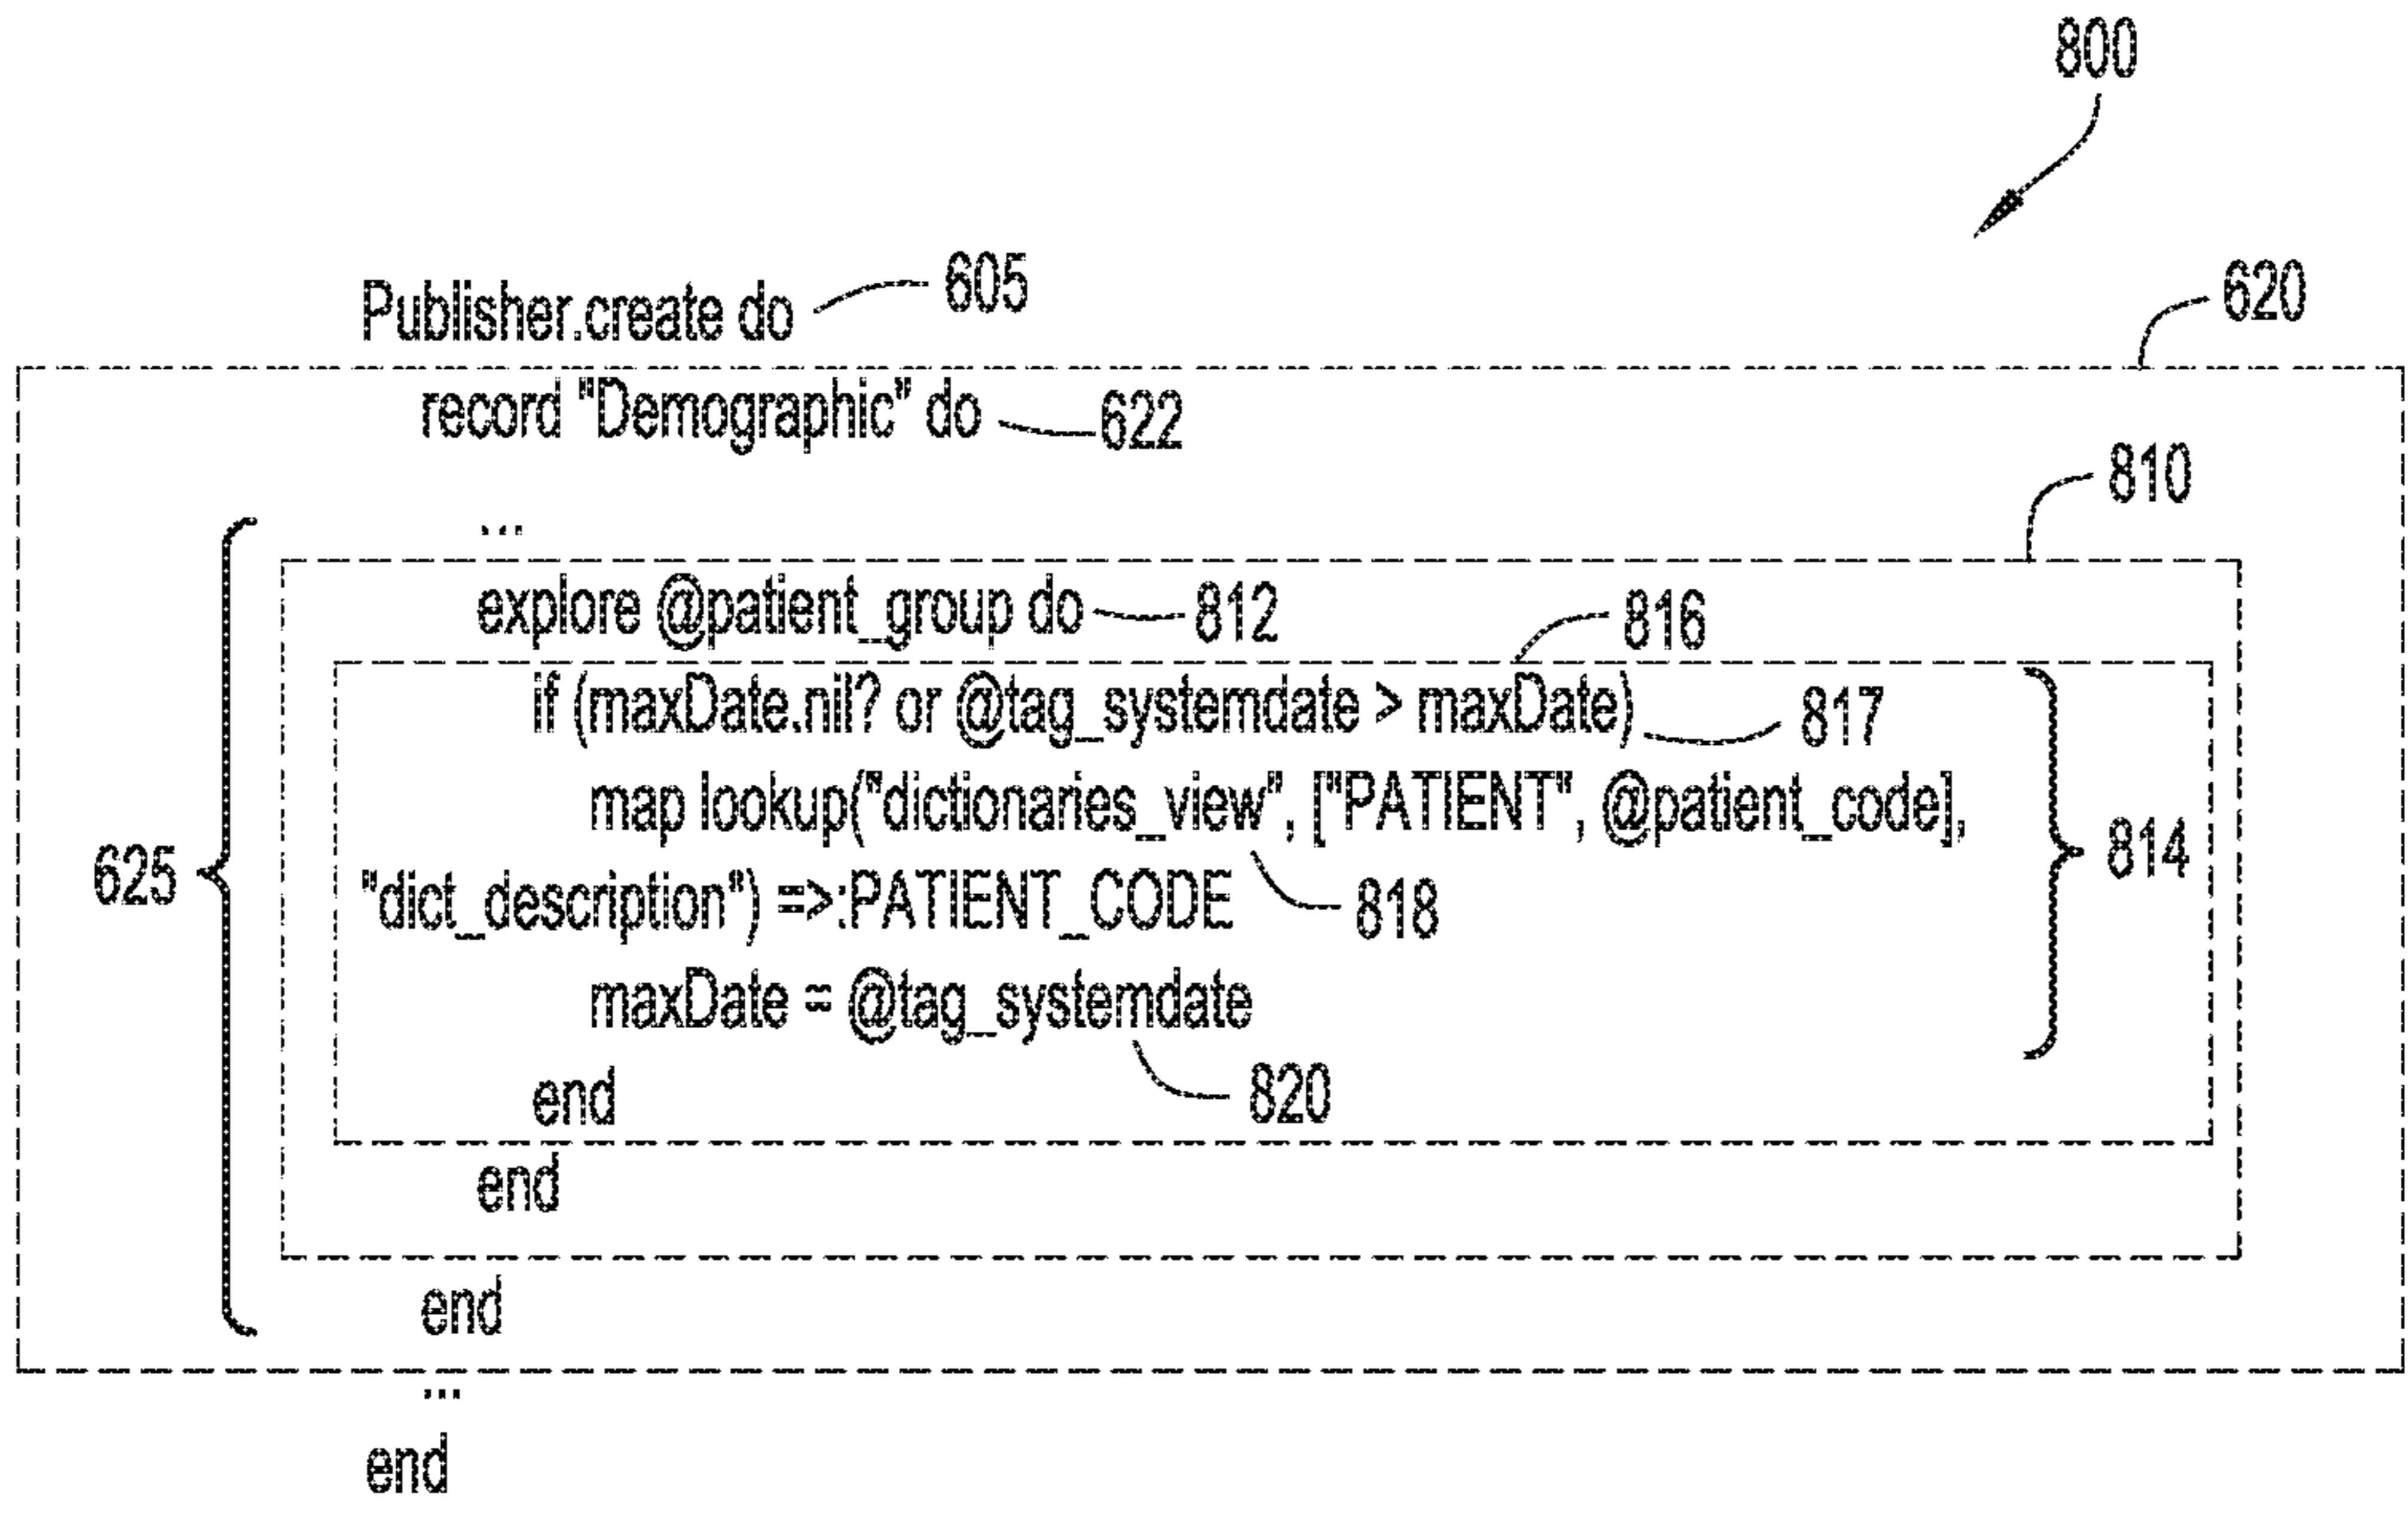 800
Publisher.create do 605
620
record "Demographic" do 622
810
...
explore @patient_group do 812
816
if (maxDate.nil? or @tag_systemdate > maxDate) 817
map lookup("dictionaries_view", ["PATIENT", @patient_code],
814
625
"dict_description") =>:PATIENT_CODE 818
maxDate = @tag_systemdate
820
end
end
end
...
end